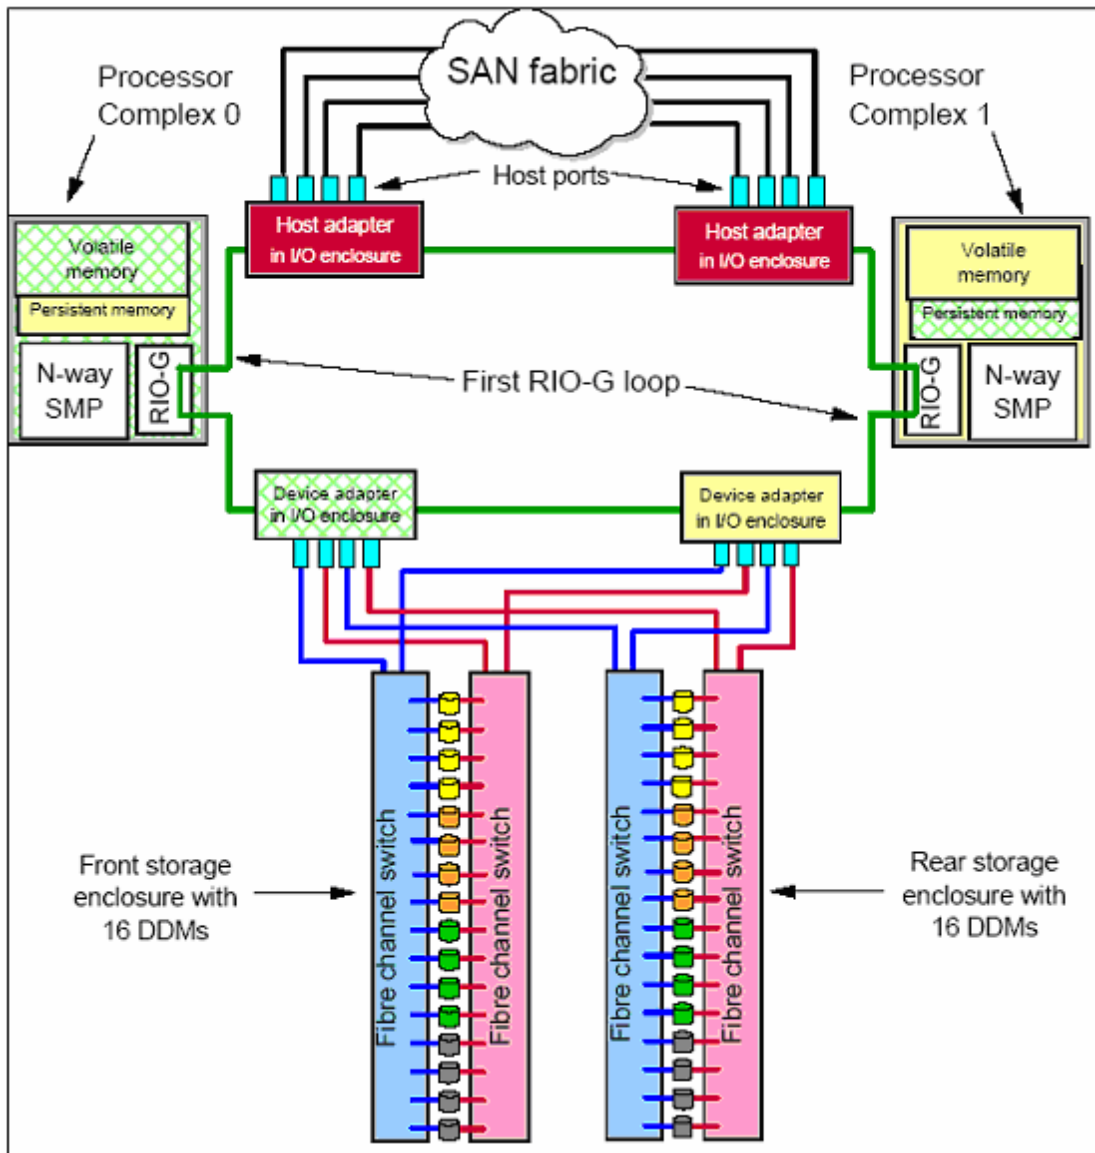 SAN fabric
Processor
Complex 0
Processor
Complex 1
Host ports
Host adapter
in I/O enclosure
Host adapter
in I/O enclosure
Volatile
memory
Persistent memory
N-way
SMP
RIO-G
Volatile
memory
Persistent memory
RIO-G
N-way
SMP
First RIO-G loop
Device adapter
in I/O enclosure
Device adapter
in I/O enclosure
Front storage
enclosure with
16 DDMs
Fibre channel switch
Fibre channel switch
Fibre channel switch
Fibre channel switch
Rear storage
enclosure with
16 DDMs